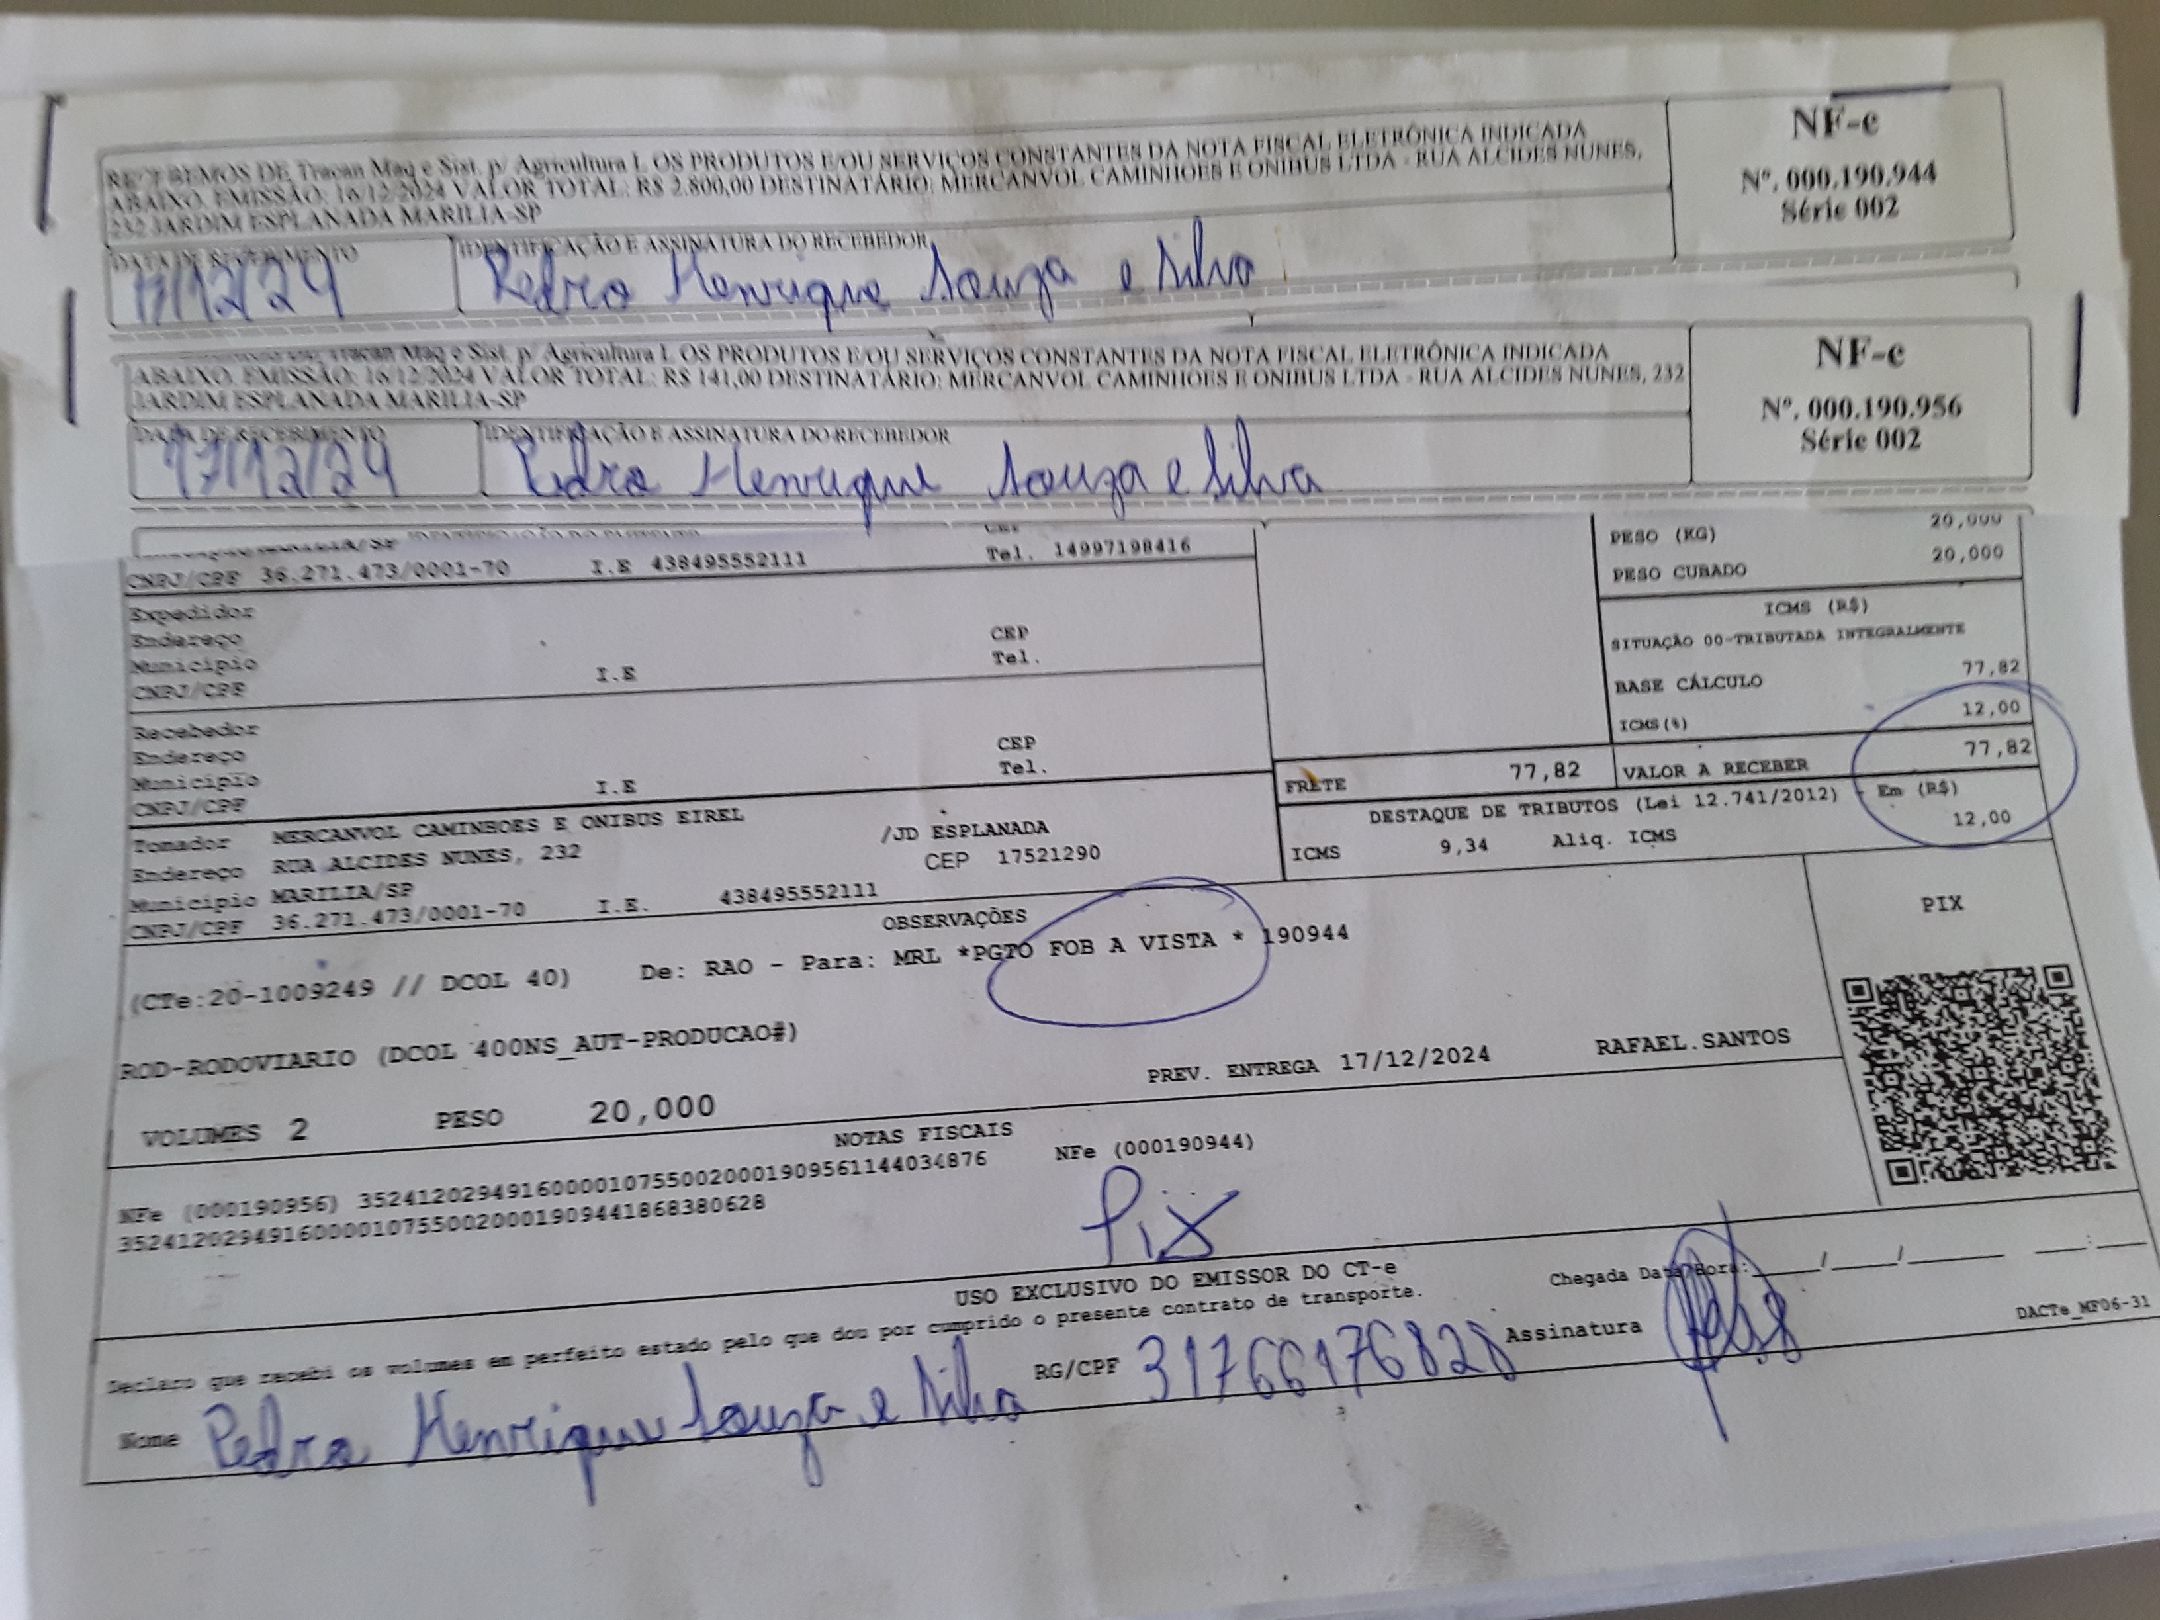 RECEBEMOS DE Tracan Maq e Sist. p/ Agricultura L OS PRODUTOS E/OU SERVIÇOS CONSTANTES DA NOTA FISCAL ELETRÔNICA INDICADA
ABAIXO. EMISSÃO: 16/12/2024 VALOR TOTAL: R$ 2.800,00 DESTINATÁRIO: MERCANVOL CAMINHOES E ONIBUS LTDA - RUA ALCIDES NUNES,
232 JARDIM ESPLANADA MARILIA-SP
NF-e
Nº. 000.190.944
Série 002
DATA DE RECEBIMENTO
17/12/24
IDENTIFICAÇÃO E ASSINATURA DO RECEBEDOR
Pedro Henrique Souza e Silva
Tracan Maq e Sist. p/ Agricultura L OS PRODUTOS E/OU SERVIÇOS CONSTANTES DA NOTA FISCAL ELETRÔNICA INDICADA
ABAIXO. EMISSÃO: 16/12/2024 VALOR TOTAL: R$ 141,00 DESTINATÁRIO: MERCANVOL CAMINHOES E ONIBUS LTDA - RUA ALCIDES NUNES, 232
JARDIM ESPLANADA MARILIA-SP
NF-e
Nº. 000.190.956
Série 002
DATA DE RECEBIMENTO
17/12/24
IDENTIFICAÇÃO E ASSINATURA DO RECEBEDOR
Pedro Henrique Souza e Silva
CNPJ/CPF 36.271.473/0001-70 I.E 438495552111 Tel. 14997198416
Expedidor
Endereço CEP
Município Tel.
CNPJ/CPF I.E
Recebedor
Endereço CEP
Município Tel.
CNPJ/CPF I.E
Tomador MERCANVOL CAMINHOES E ONIBUS EIREL
Endereço RUA ALCIDES NUNES, 232 /JD ESPLANADA
Município MARILIA/SP CEP 17521290
CNPJ/CPF 36.271.473/0001-70 I.E. 438495552111
PESO (KG) 20,000
PESO CUBADO 20,000
ICMS (R$)
SITUAÇÃO 00-TRIBUTADA INTEGRALMENTE
BASE CÁLCULO 77,82
ICMS(%) 12,00
FRETE 77,82 VALOR A RECEBER 77,82
DESTAQUE DE TRIBUTOS (Lei 12.741/2012) - Em (R$)
ICMS 9,34 Aliq. ICMS 12,00
OBSERVAÇÕES
(CTe:20-1009249 // DCOL 40) De: RAO - Para: MRL *PGTO FOB A VISTA * 190944
PIX
ROD-RODOVIARIO (DCOL 400NS_AUT-PRODUCAO#)
VOLUMES 2 PESO 20,000 PREV. ENTREGA 17/12/2024 RAFAEL.SANTOS
NOTAS FISCAIS
NFe (000190956) 35241202949160000107550020001909561144034876 NFe (000190944)
35241202949160000107550020001909441868380628
Pix
USO EXCLUSIVO DO EMISSOR DO CT-e
Declaro que recebi os volumes em perfeito estado pelo que dou por cumprido o presente contrato de transporte.
Chegada Data/Hora: ____/____/____ __:__
Nome Pedro Henrique Souza e Silva RG/CPF 31766176828 Assinatura
DACTe_MF06-31